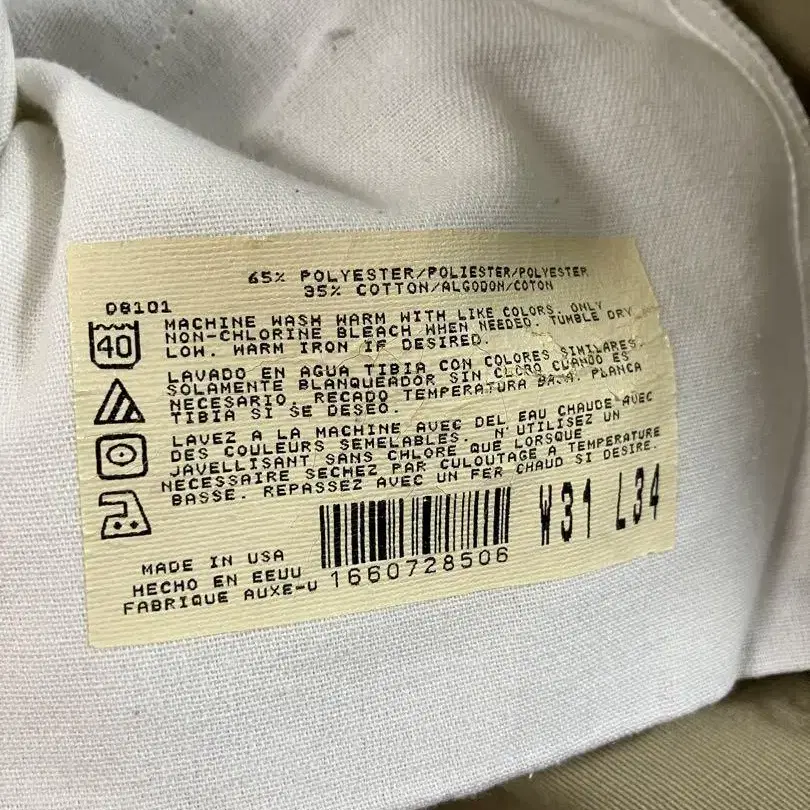 65% POLYESTER/POLIESTER/POLYESTER
35% COTTON/ALGODON/COTON
D8101
40
MACHINE WASH WARM WITH LIKE COLORS. ONLY
NON-CHLORINE BLEACH WHEN NEEDED. TUMBLE DRY
LOW. WARM IRON IF DESIRED.
LAVADO EN AGUA TIBIA CON COLORES SIMILARES.
SOLAMENTE BLANQUEADOR SIN CLORO CUANDO ES
NECESARIO. RECADO TEMPERATURA BAJA. PLANCA
TIBIA SI SE DESEO.
LAVEZ A LA MACHINE AVEC DEL EAU CHAUDE AVEC
DES COULEURS SEMELABLES. N'UTILISEZ UN
JAVELLISANT SANS CHLORE QUE LORSQUE
NECESSAIRE SECHEZ PAR CULOUTAGE A TEMPERATURE
BASSE. REPASSEZ AVEC UN FER CHAUD SI DESIRE.
W31 L34
MADE IN USA
HECHO EN EEUU
FABRIQUE AUXE-U 1660728506